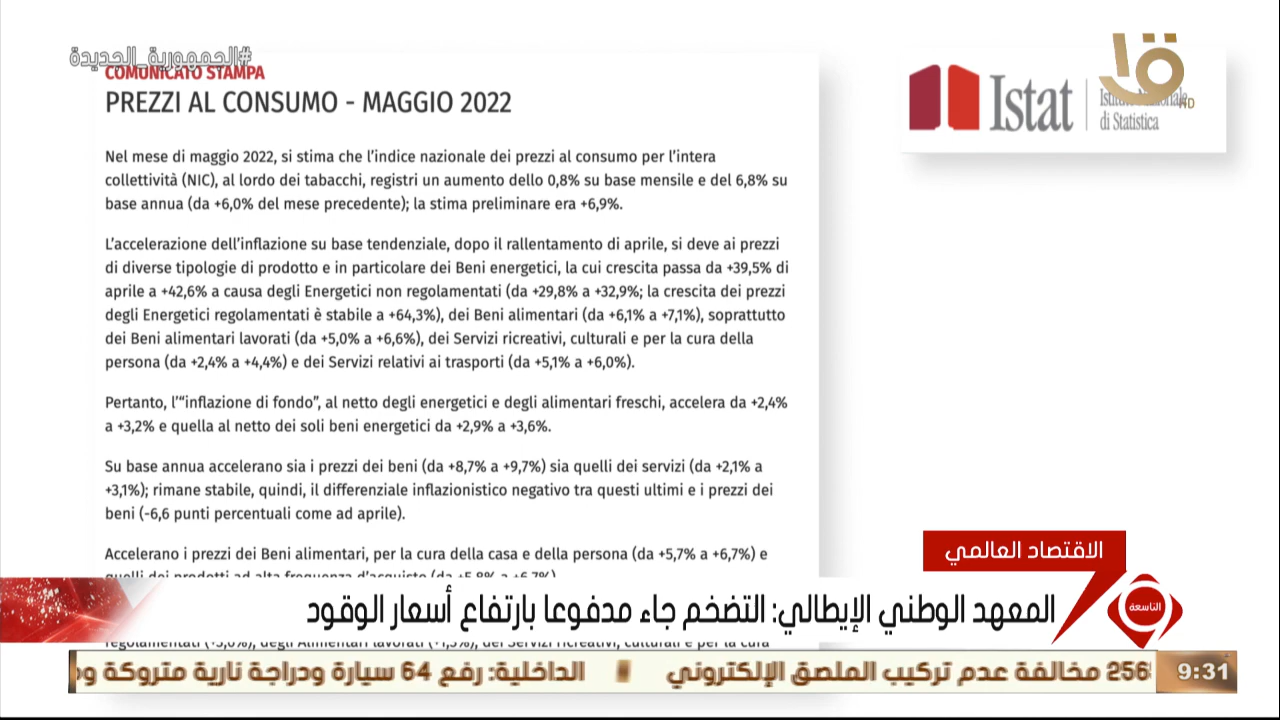 #الجمهورية_الجديدة
COMUNICATO STAMPA
PREZZI AL CONSUMO - MAGGIO 2022
Istat
di Statistica
HD
Nel mese di maggio 2022, si stima che l’indice nazionale dei prezzi al consumo per l’intera
collettività (NIC), al lordo dei tabacchi, registri un aumento dello 0,8% su base mensile e del 6,8% su
base annua (da +6,0% del mese precedente); la stima preliminare era +6,9%.
L’accelerazione dell’inflazione su base tendenziale, dopo il rallentamento di aprile, si deve ai prezzi
di diverse tipologie di prodotto e in particolare dei Beni energetici, la cui crescita passa da +39,5% di
aprile a +42,6% a causa degli Energetici non regolamentati (da +29,8% a +32,9%; la crescita dei prezzi
degli Energetici regolamentati è stabile a +64,3%), dei Beni alimentari (da +6,1% a +7,1%), soprattutto
dei Beni alimentari lavorati (da +5,0% a +6,6%), dei Servizi ricreativi, culturali e per la cura della
persona (da +2,4% a +4,4%) e dei Servizi relativi ai trasporti (da +5,1% a +6,0%).
Pertanto, l’“inflazione di fondo”, al netto degli energetici e degli alimentari freschi, accelera da +2,4%
a +3,2% e quella al netto dei soli beni energetici da +2,9% a +3,6%.
Su base annua accelerano sia i prezzi dei beni (da +8,7% a +9,7%) sia quelli dei servizi (da +2,1% a
+3,1%); rimane stabile, quindi, il differenziale inflazionistico negativo tra questi ultimi e i prezzi dei
beni (-6,6 punti percentuali come ad aprile).
Accelerano i prezzi dei Beni alimentari, per la cura della casa e della persona (da +5,7% a +6,7%) e
quelli dei prodotti ad alta frequenza d’acquisto (da +5,8% a +6,7%).
الاقتصاد العالمي
التاسعة
المعهد الوطني الإيطالي: التضخم جاء مدفوعا بارتفاع أسعار الوقود
256 مخالفة عدم تركيب الملصق الإلكتروني
الداخلية: رفع 64 سيارة ودراجة نارية متروكة
9:31